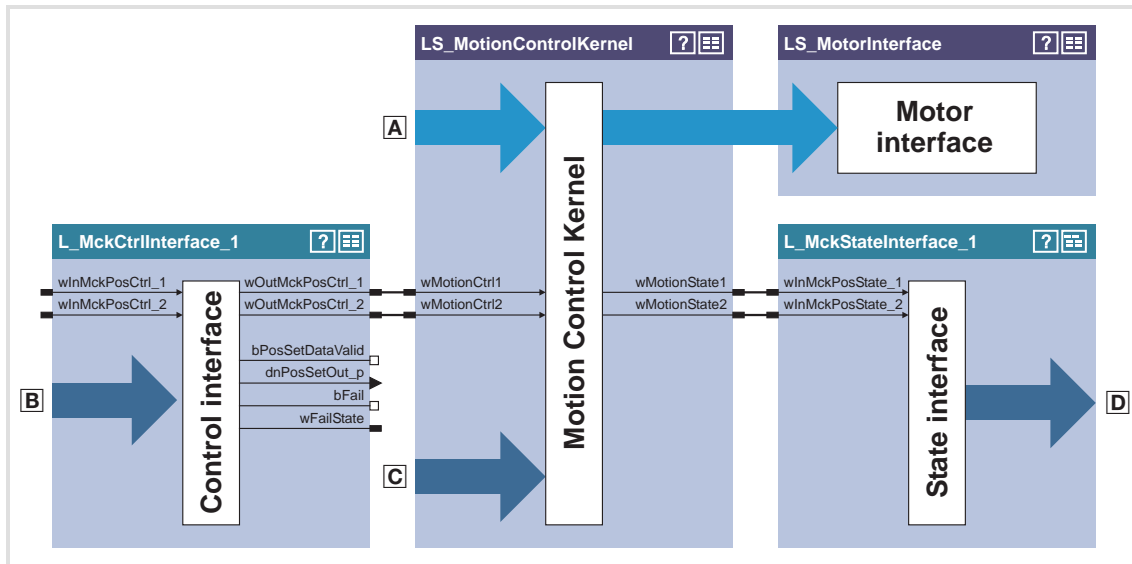 LS_MotionControlKernel
?
LS_MotorInterface
?
A
Motor
interface
Motion Control Kernel
L_MckCtrlInterface_1
?
L_MckStateInterface_1
?
wInMckPosCtrl_1
wOutMckPosCtrl_1
wMotionCtrl1
wMotionState1
wInMckPosState_1
wInMckPosCtrl_2
wOutMckPosCtrl_2
wMotionCtrl2
wMotionState2
wInMckPosState_2
Control interface
bPosSetDataValid
dnPosSetOut_p
bFail
wFailState
B
C
State interface
D